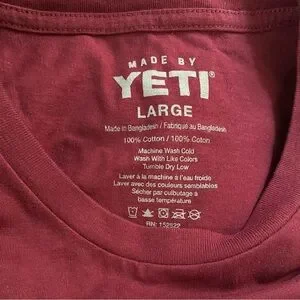 MADE BY
YETI®
LARGE
Made in Bangladesh / Fabriqué au Bangladesh
100% Cotton / 100% Coton
Machine Wash Cold
Wash With Like Colors
Tumble Dry Low
Laver à la machine à l'eau froide
Laver avec des couleurs semblables
Sécher par culbutage à
basse température
RN: 152822